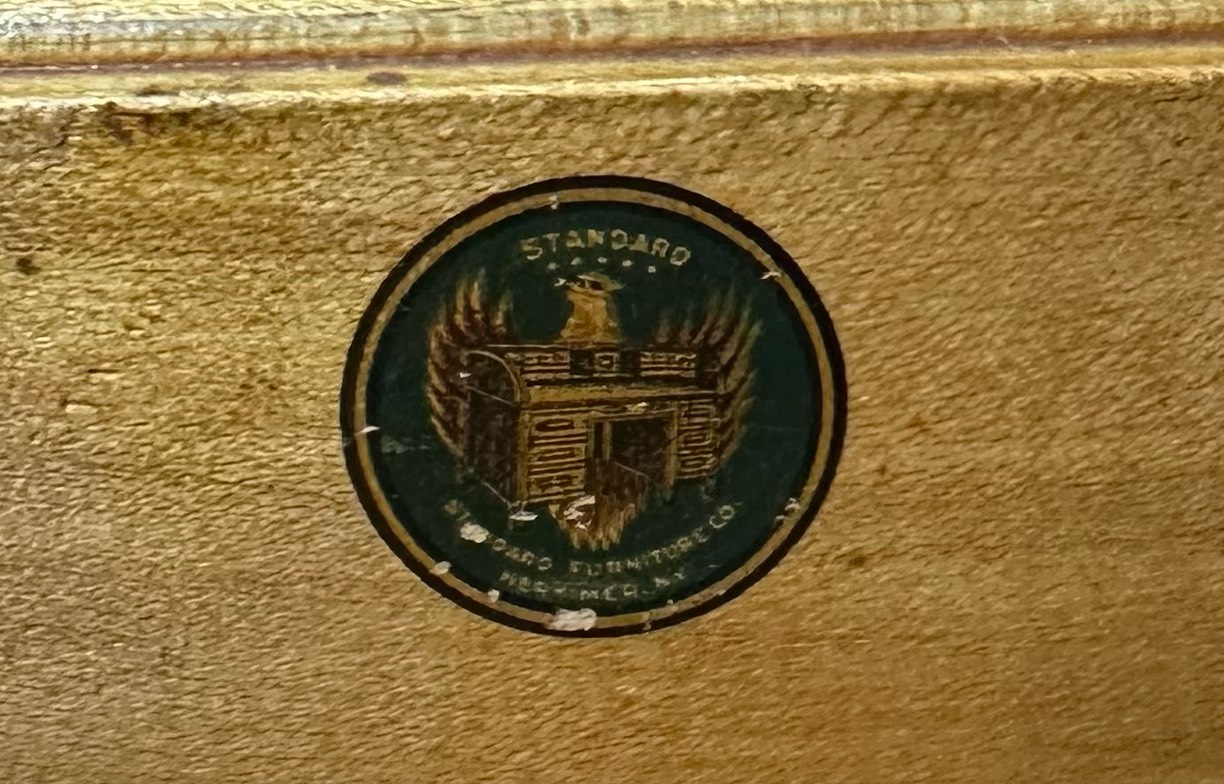 STANDARD
STANDARD FURNITURE CO.
HERKIMER, N.Y.